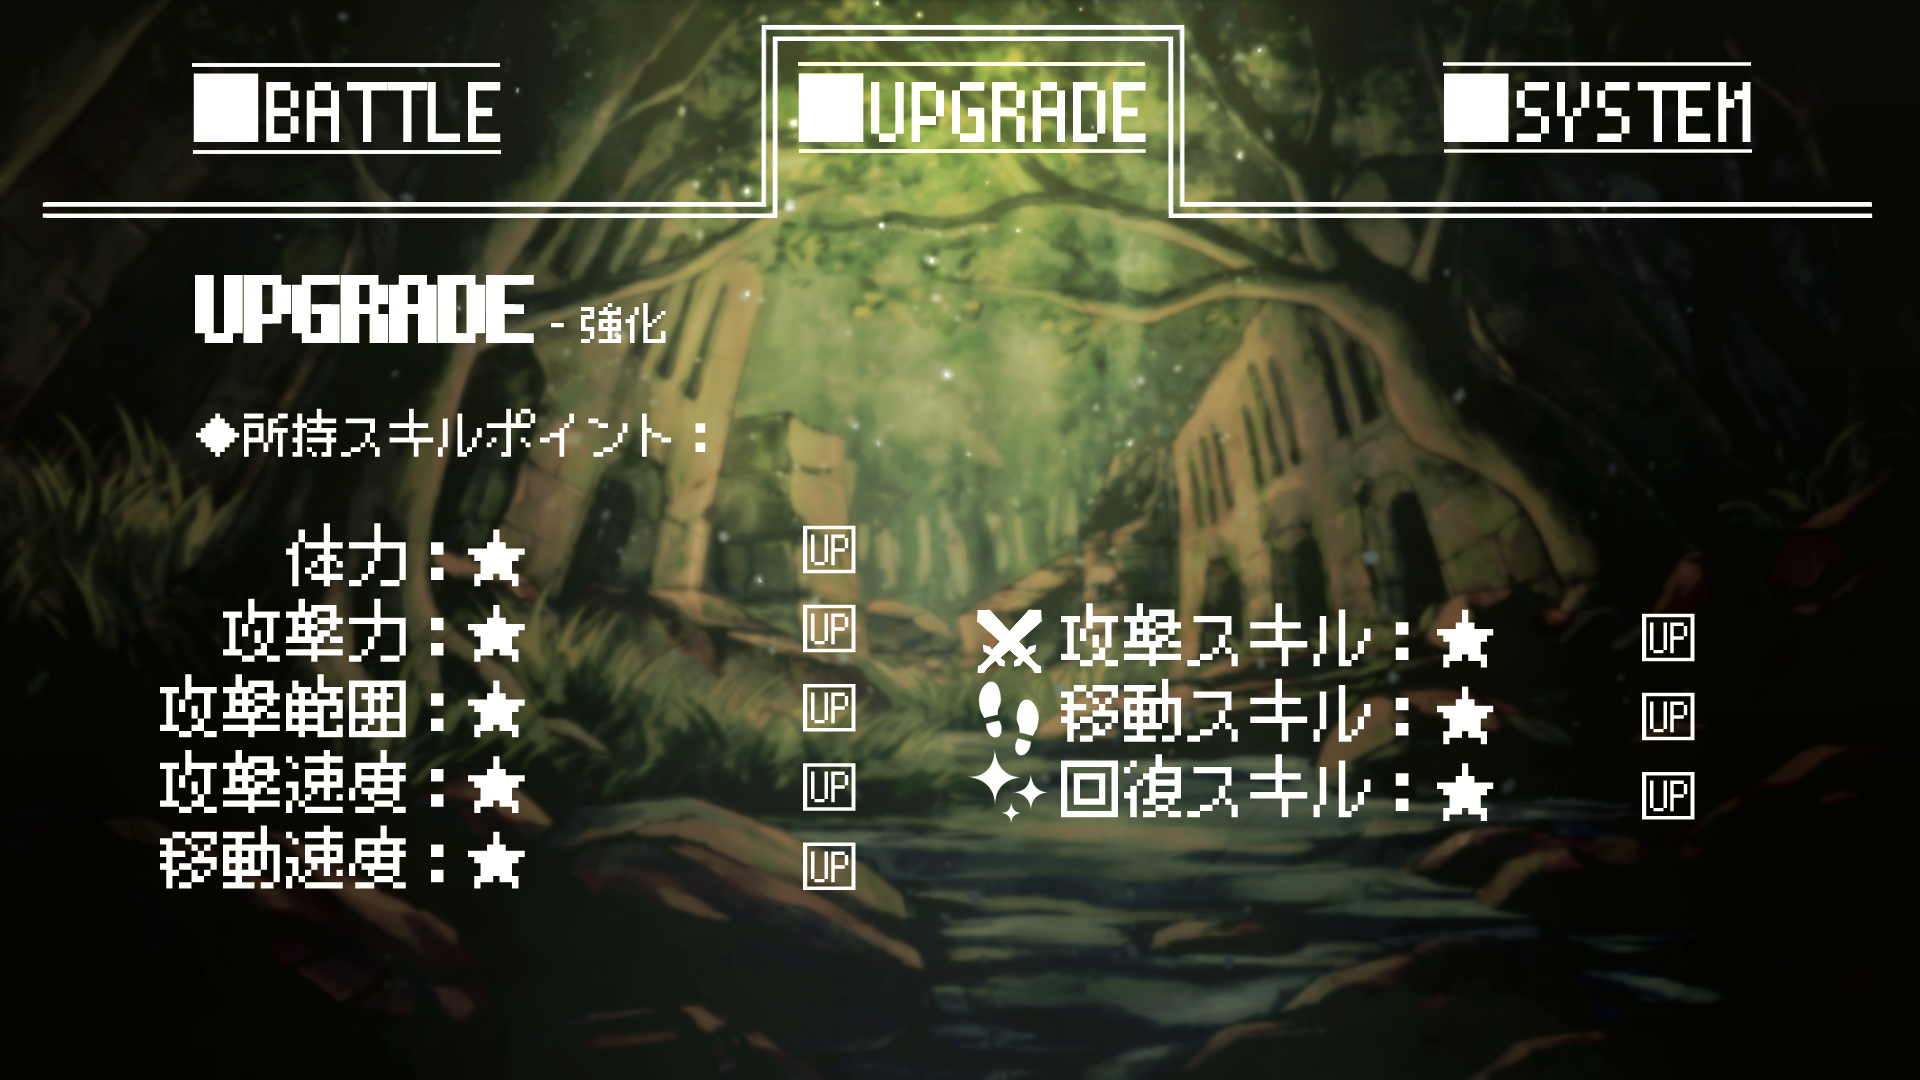 ■BATTLE
■UPGRADE
■SYSTEM
UPGRADE - 強化
◆所持スキルポイント：
体力：★ UP
攻撃力：★ UP
攻撃範囲：★ UP
攻撃速度：★ UP
移動速度：★ UP
攻撃スキル：★ UP
移動スキル：★ UP
回復スキル：★ UP